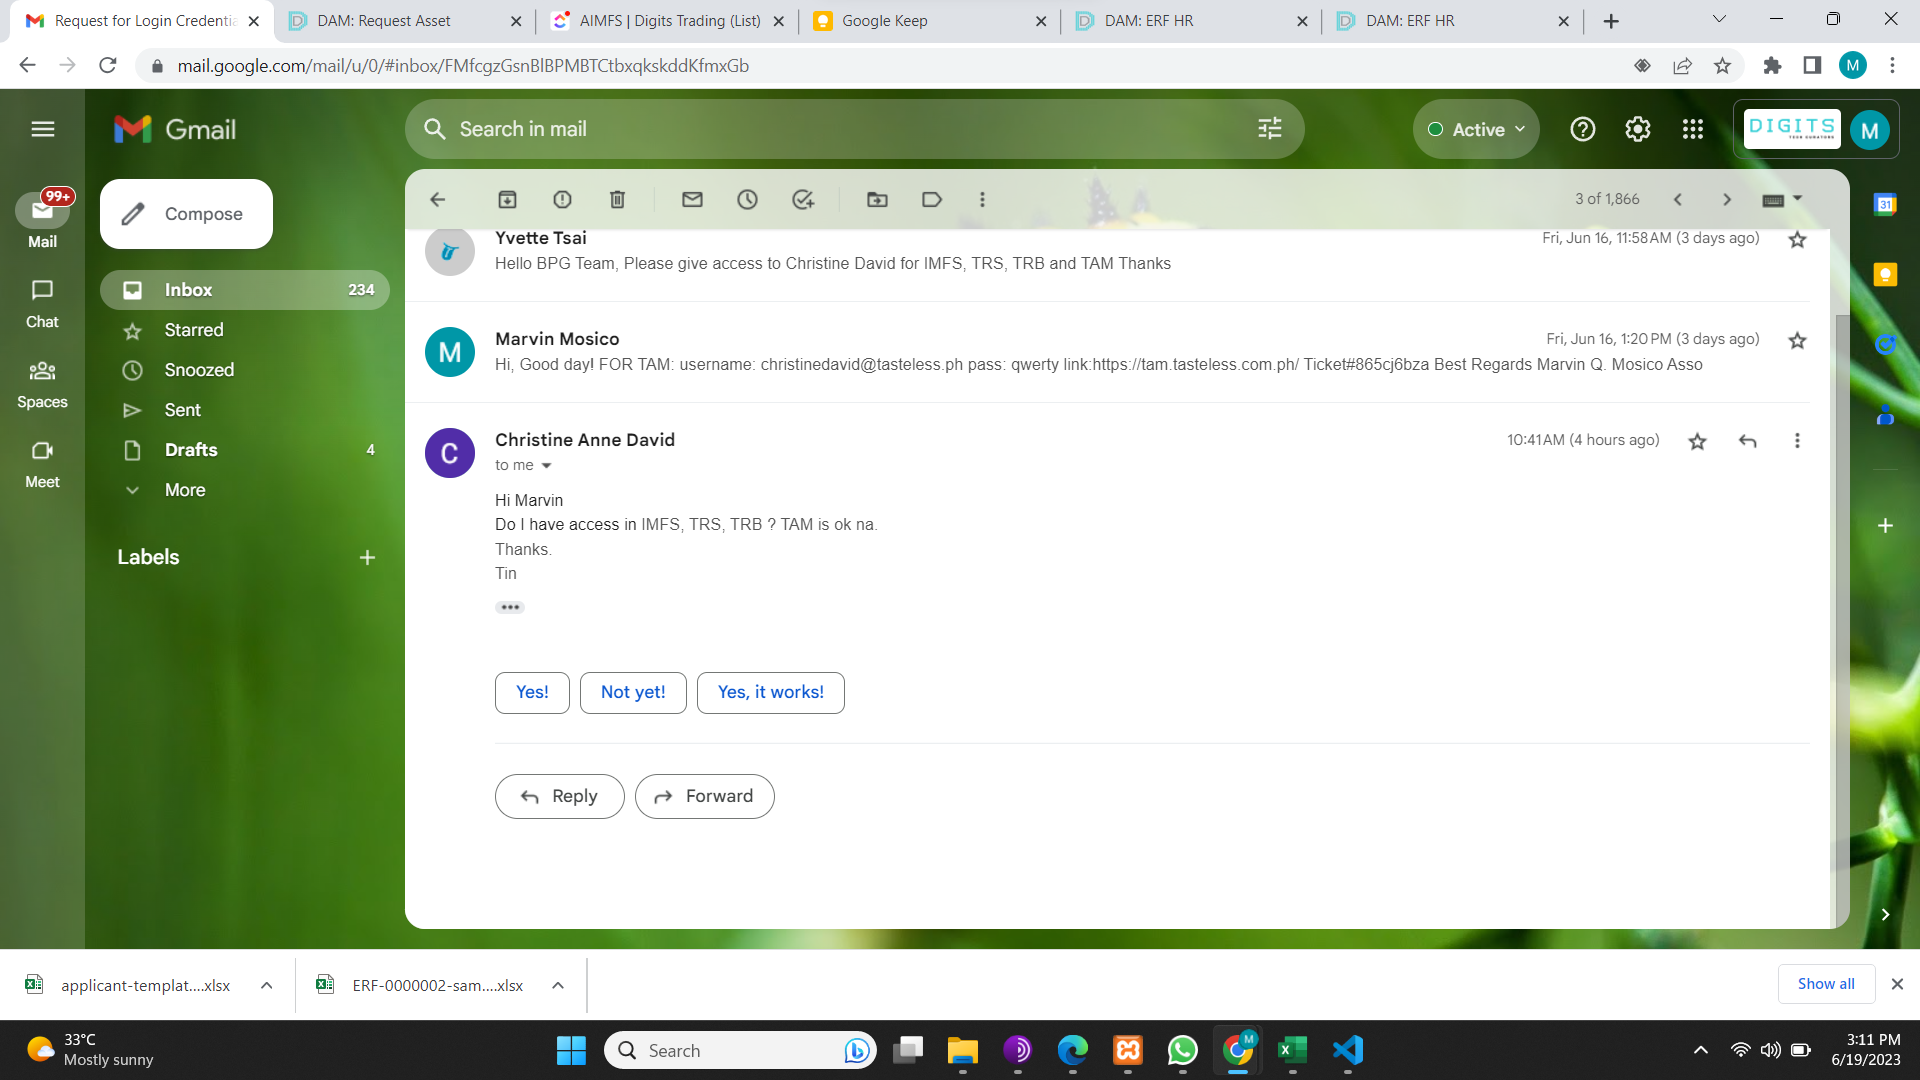 Request for Login Credentia
DAM: Request Asset
AIMFS | Digits Trading (List)
Google Keep
DAM: ERF HR
DAM: ERF HR
mail.google.com/mail/u/0/#inbox/FMfcgzGsnBlBPMBTCtbxqkskddKfmxGb
M
Gmail
Search in mail
Active
DIGITS
TECH CURATORS
M
99+
Mail
Chat
Spaces
Meet
Compose
Inbox 234
Starred
Snoozed
Sent
Drafts 4
More
Labels
3 of 1,866
31
Yvette Tsai
Fri, Jun 16, 11:58 AM (3 days ago)
Hello BPG Team, Please give access to Christine David for IMFS, TRS, TRB and TAM Thanks
M
Marvin Mosico
Fri, Jun 16, 1:20 PM (3 days ago)
Hi, Good day! FOR TAM: username: christinedavid@tasteless.ph pass: qwerty link:https://tam.tasteless.com.ph/ Ticket#865cj6bza Best Regards Marvin Q. Mosico Asso
C
Christine Anne David
10:41 AM (4 hours ago)
to me
Hi Marvin
Do I have access in IMFS, TRS, TRB ? TAM is ok na.
Thanks.
Tin
Yes!
Not yet!
Yes, it works!
Reply
Forward
applicant-templat....xlsx
ERF-0000002-sam....xlsx
Show all
33°C
Mostly sunny
Search
M
3:11 PM
6/19/2023